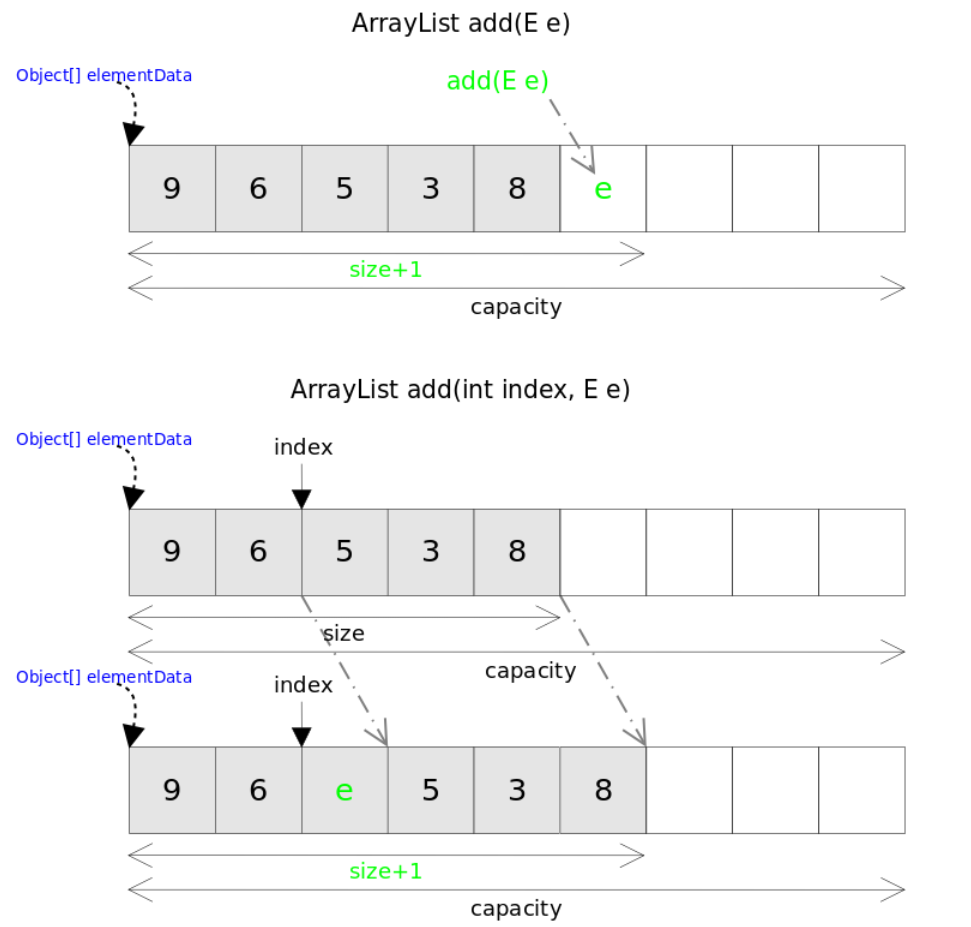 ArrayList add(E e)
Object[] elementData
add(E e)
9 6 5 3 8 e
size+1
capacity
ArrayList add(int index, E e)
Object[] elementData
index
9 6 5 3 8
size
capacity
Object[] elementData
index
9 6 e 5 3 8
size+1
capacity